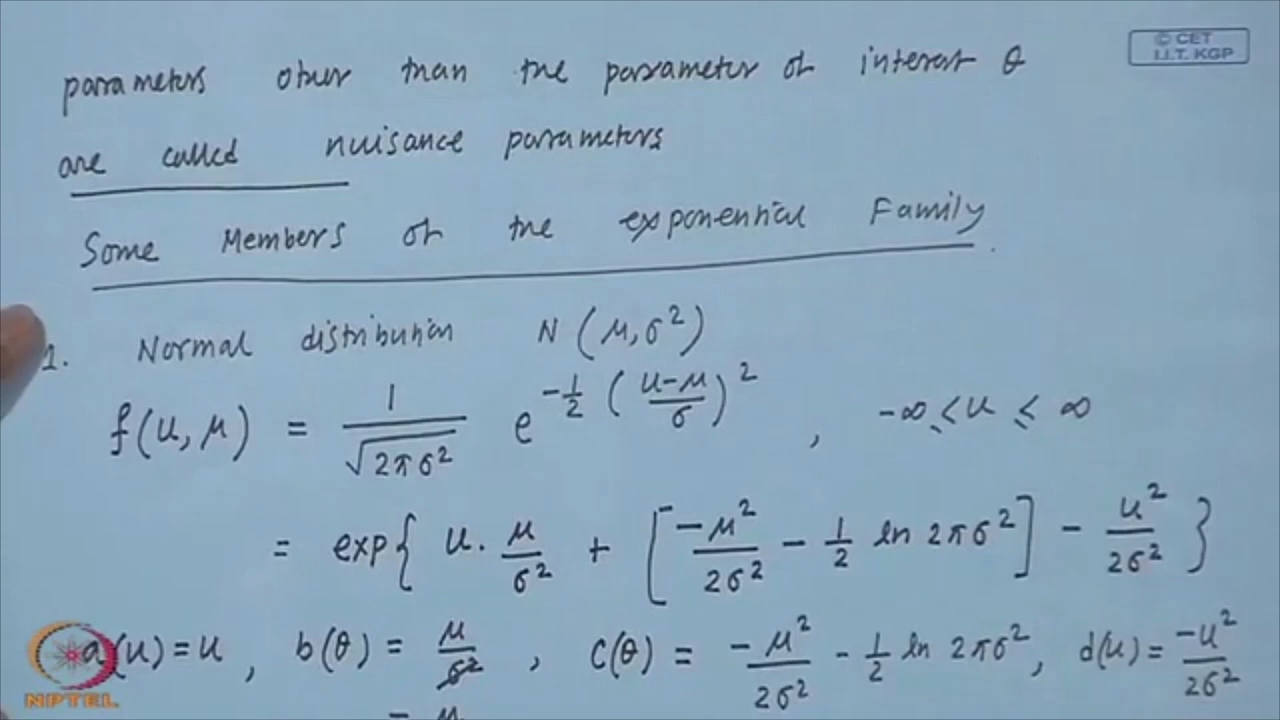 © CET
I.I.T. KGP
parameters other than the parameter of interest θ
are called nuisance parameters
Some Members of the exponential Family.
1. Normal distribution N(μ,σ²)
f(u,μ) = 1/√2πσ² e^{-1/2 (u-μ/σ)²} , -∞ ≤ u ≤ ∞
= exp{ u. μ/σ² + [-μ²/2σ² - 1/2 ln 2πσ²] - u²/2σ² }
a(u)=u, b(θ) = μ/σ², c(θ) = -μ²/2σ² - 1/2 ln 2πσ², d(u) = -u²/2σ²
= μ
NPTEL